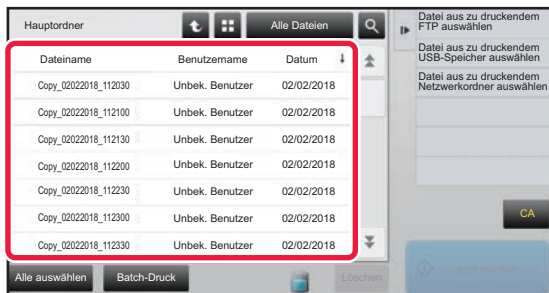 Hauptordner
Alle Dateien
Dateiname Benutzername Datum
Copy_02022018_112030 Unbek. Benutzer 02/02/2018
Copy_02022018_112100 Unbek. Benutzer 02/02/2018
Copy_02022018_112130 Unbek. Benutzer 02/02/2018
Copy_02022018_112200 Unbek. Benutzer 02/02/2018
Copy_02022018_112230 Unbek. Benutzer 02/02/2018
Copy_02022018_112300 Unbek. Benutzer 02/02/2018
Copy_02022018_112330 Unbek. Benutzer 02/02/2018
Alle auswählen Batch-Druck Löschen
Datei aus zu druckendem
FTP auswählen
Datei aus zu druckendem
USB-Speicher auswählen
Datei aus zu druckendem
Netzwerkordner auswählen
CA
Jetzt drucken